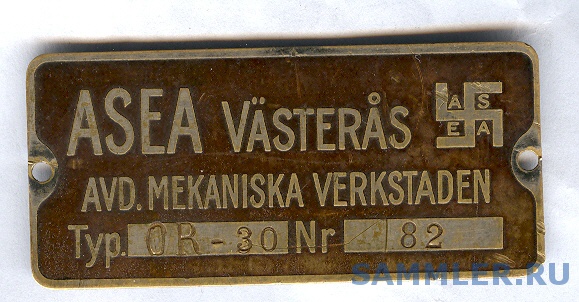 ASEA VÄSTERÅS
A S
E A
AVD. MEKANISKA VERKSTADEN
Typ. OR-30 Nr 82
SAMMLER.RU